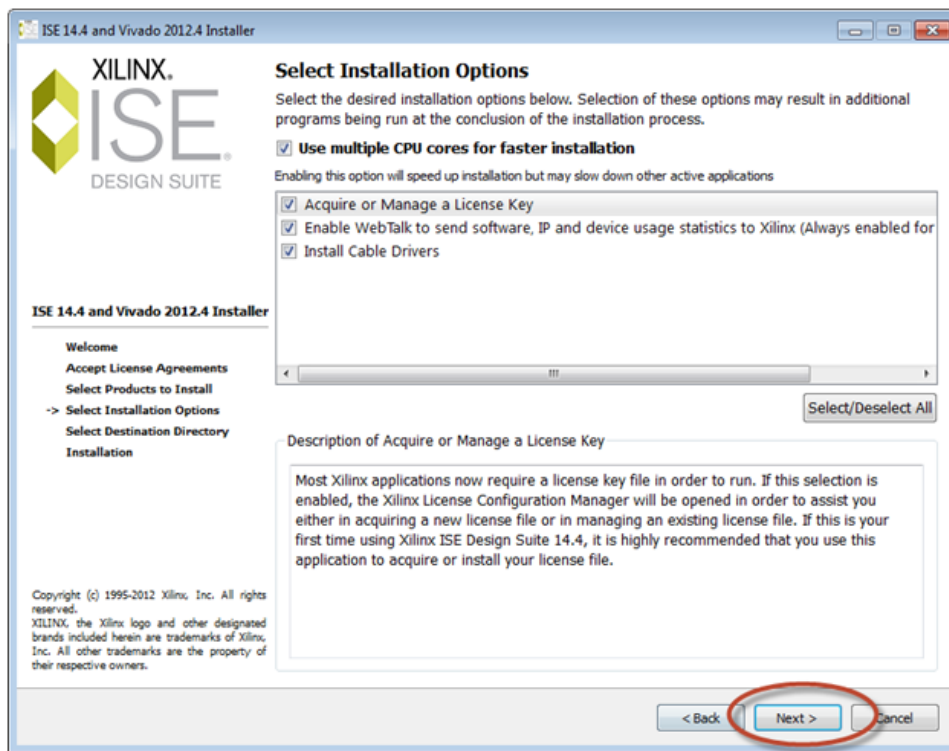 ISE 14.4 and Vivado 2012.4 Installer
XILINX®
ISE®
DESIGN SUITE
ISE 14.4 and Vivado 2012.4 Installer
Welcome
Accept License Agreements
Select Products to Install
-> Select Installation Options
Select Destination Directory
Installation
Copyright (c) 1995-2012 Xilinx, Inc. All rights
reserved.
XILINX, the Xilinx logo and other designated
brands included herein are trademarks of Xilinx,
Inc. All other trademarks are the property of
their respective owners.
Select Installation Options
Select the desired installation options below. Selection of these options may result in additional
programs being run at the conclusion of the installation process.
Use multiple CPU cores for faster installation
Enabling this option will speed up installation but may slow down other active applications
Acquire or Manage a License Key
Enable WebTalk to send software, IP and device usage statistics to Xilinx (Always enabled for
Install Cable Drivers
Select/Deselect All
Description of Acquire or Manage a License Key
Most Xilinx applications now require a license key file in order to run. If this selection is
enabled, the Xilinx License Configuration Manager will be opened in order to assist you
either in acquiring a new license file or in managing an existing license file. If this is your
first time using Xilinx ISE Design Suite 14.4, it is highly recommended that you use this
application to acquire or install your license file.
< Back
Next >
Cancel